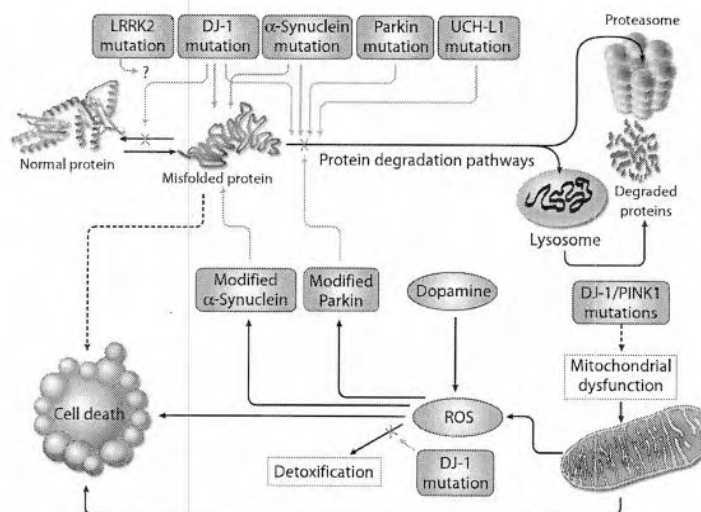 LRRK2
mutation
DJ-1
mutation
α-Synuclein
mutation
Parkin
mutation
UCH-L1
mutation
Proteasome
?
Normal protein
Misfolded protein
Protein degradation pathways
Degraded
proteins
Lysosome
Modified
α-Synuclein
Modified
Parkin
Dopamine
DJ-1/PINK1
mutations
Mitochondrial
dysfunction
Cell death
ROS
Detoxification
DJ-1
mutation